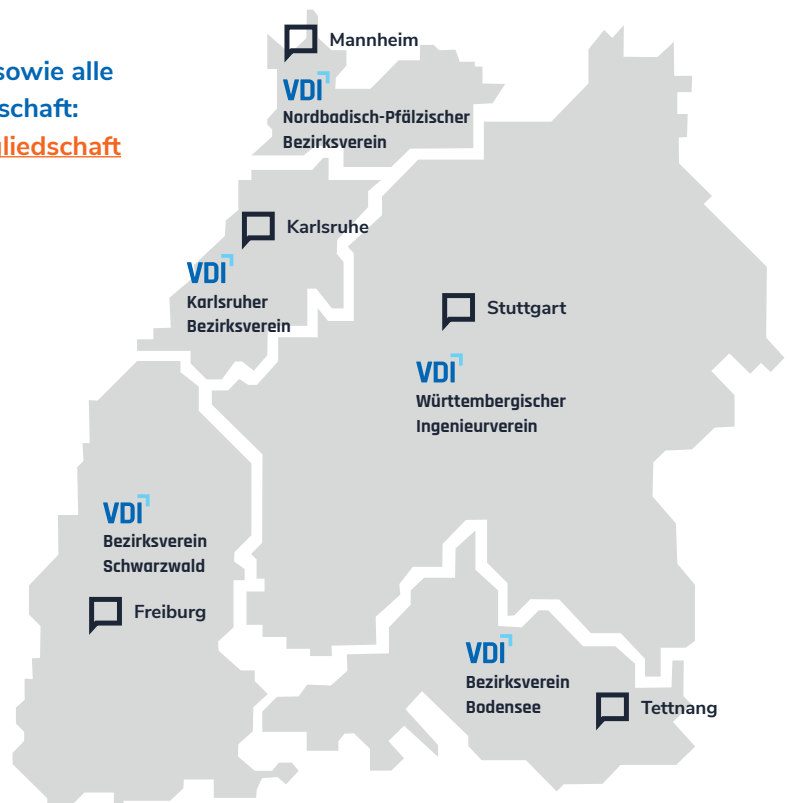 sowie alle
schaft:
gliedschaft
Mannheim
VDI
Nordbadisch-Pfälzischer
Bezirksverein
Karlsruhe
VDI
Karlsruher
Bezirksverein
Stuttgart
VDI
Württembergischer
Ingenieurverein
VDI
Bezirksverein
Schwarzwald
Freiburg
VDI
Bezirksverein
Bodensee
Tettnang